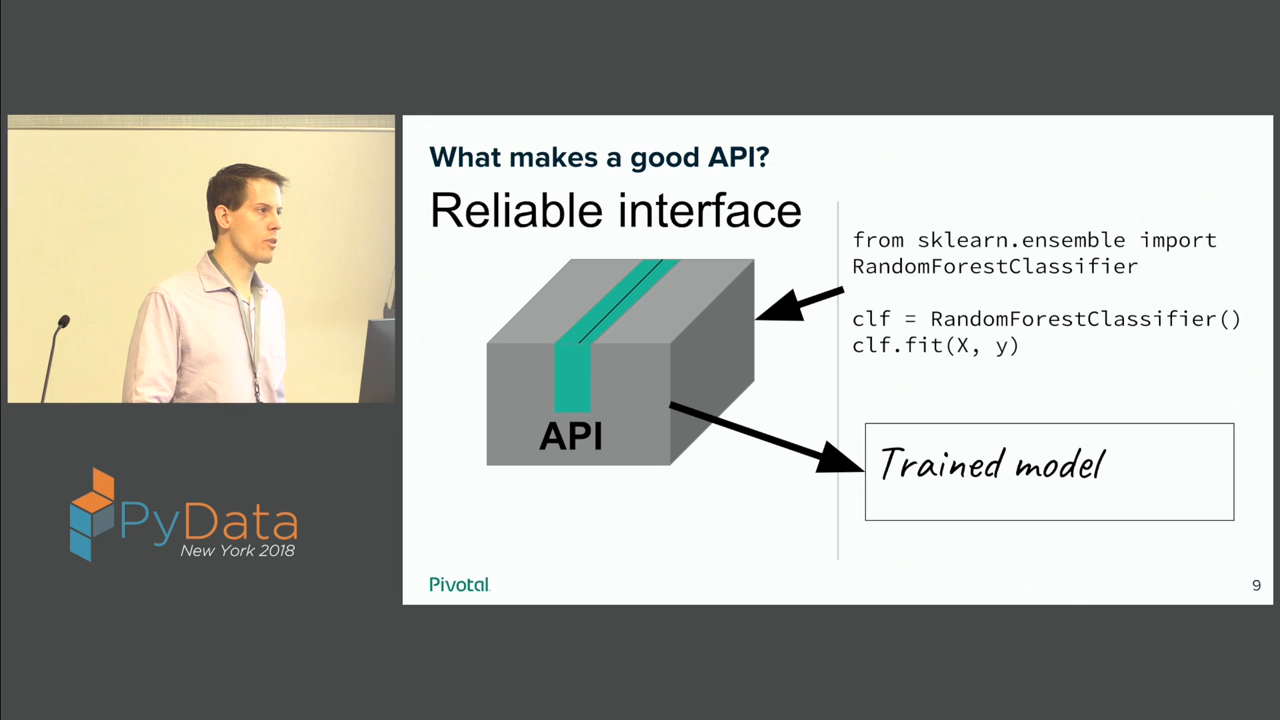 What makes a good API?
Reliable interface
API
from sklearn.ensemble import
RandomForestClassifier
clf = RandomForestClassifier()
clf.fit(X, y)
Trained model
Pivotal
9
PyData
New York 2018